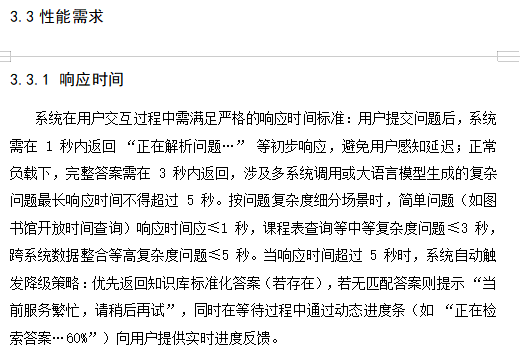 3.3 性能需求
3.3.1 响应时间
系统在用户交互过程中需满足严格的响应时间标准：用户提交问题后，系统
需在 1 秒内返回 “正在解析问题…” 等初步响应，避免用户感知延迟；正常
负载下，完整答案需在 3 秒内返回，涉及多系统调用或大语言模型生成的复杂
问题最长响应时间不得超过 5 秒。按问题复杂度细分场景时，简单问题（如图
书馆开放时间查询）响应时间应≤1 秒，课程表查询等中等复杂度问题≤3 秒，
跨系统数据整合等高复杂度问题≤5 秒。当响应时间超过 5 秒时，系统自动触
发降级策略：优先返回知识库标准化答案（若存在），若无匹配答案则提示 “当
前服务繁忙，请稍后再试”，同时在等待过程中通过动态进度条（如 “正在检
索答案…60%”）向用户提供实时进度反馈。